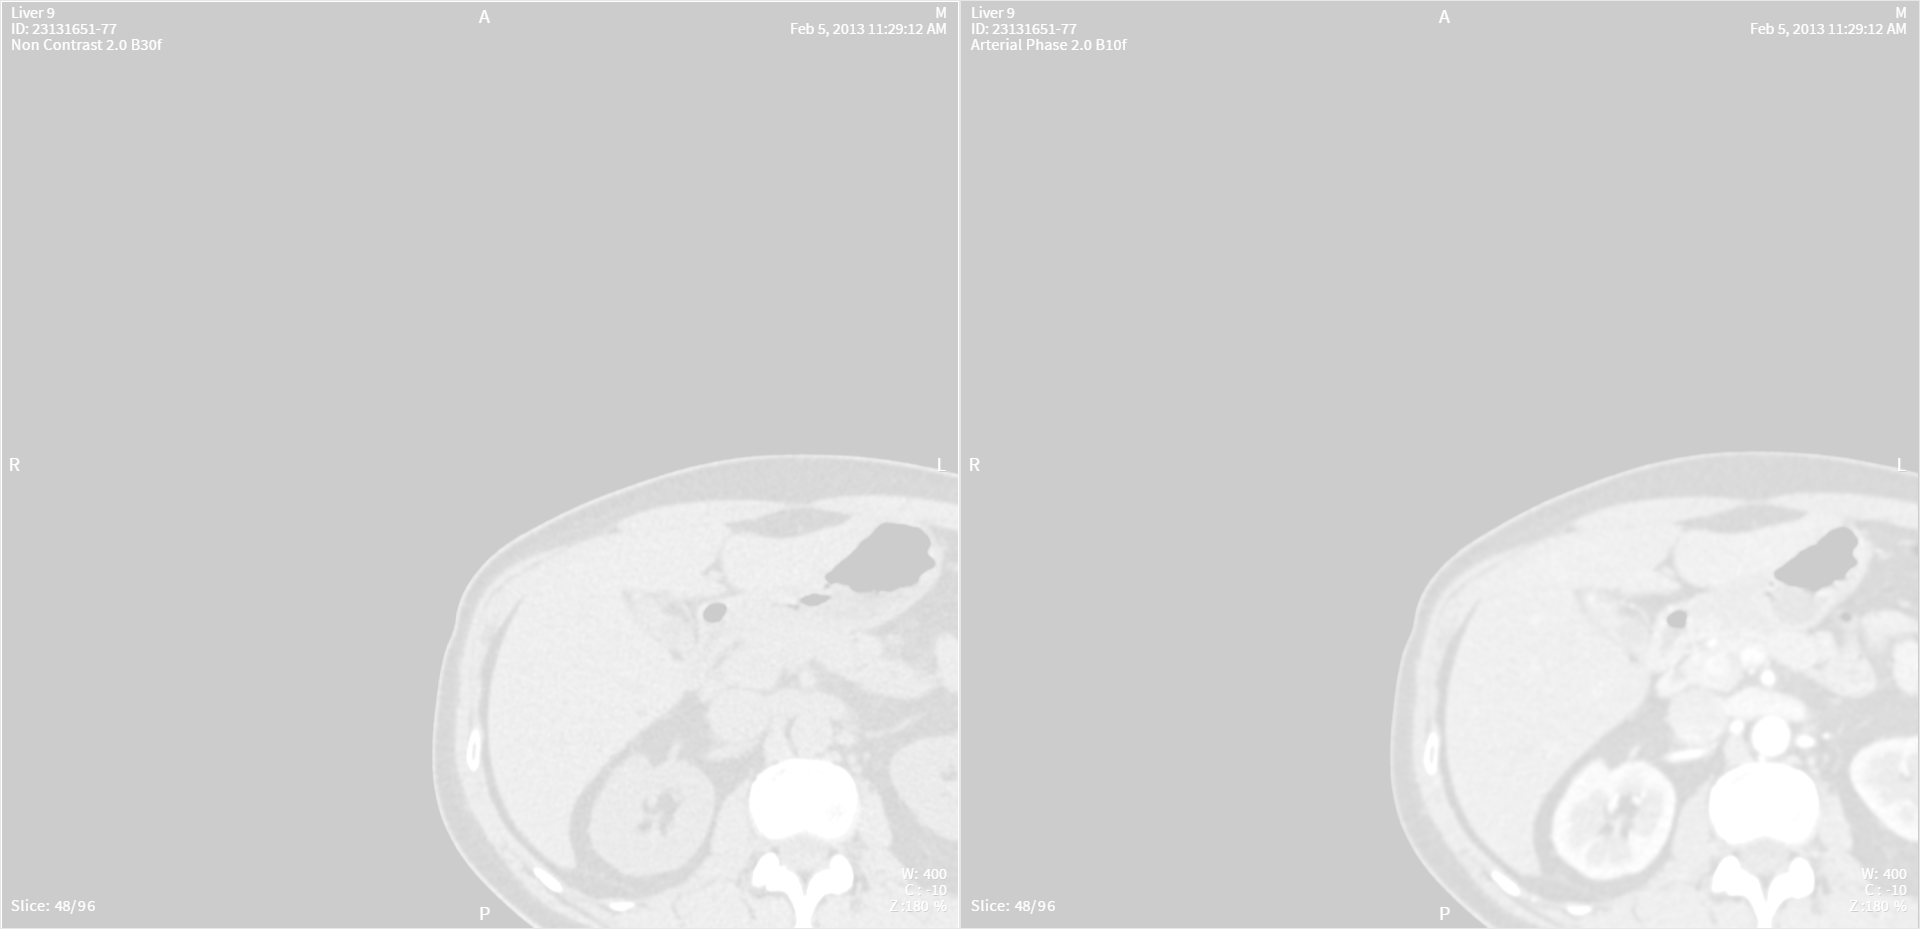 Liver 9
ID: 23131651-77
Non Contrast 2.0 B30f
A
M
Feb 5, 2013 11:29:12 AM
R
L
W: 400
C : -10
Z :180 %
Slice: 48/96
P
Liver 9
ID: 23131651-77
Arterial Phase 2.0 B10f
A
M
Feb 5, 2013 11:29:12 AM
R
L
W: 400
C : -10
Z :180 %
Slice: 48/96
P